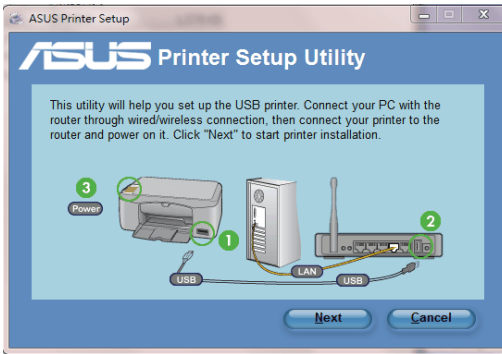 ASUS Printer Setup
ASUS Printer Setup Utility
This utility will help you set up the USB printer. Connect your PC with the
router through wired/wireless connection, then connect your printer to the
router and power on it. Click "Next" to start printer installation.
3
Power
1
2
LAN
USB
USB
Next
Cancel